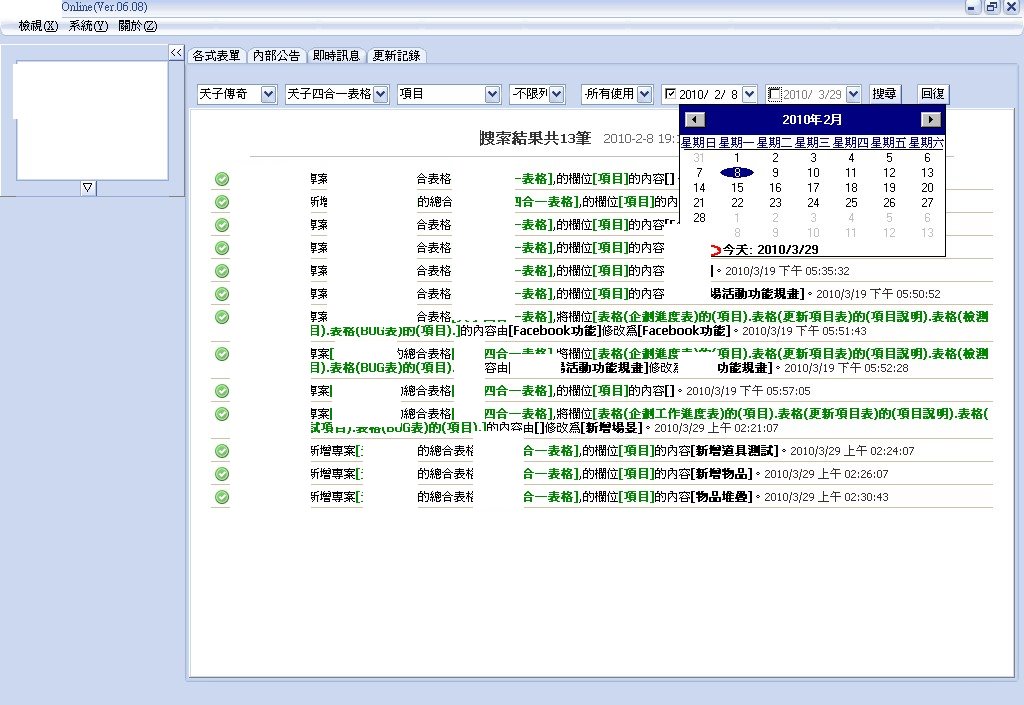 Online(Ver.06.08)
檢視(X) 系統(Y) 關於(Z)
<< 各式表單 內部公告 即時訊息 更新記錄
天子傳奇 天子四合一表格 項目 -不限列 .所有使用 2010/ 2/ 8 2010/ 3/29 搜尋 回復
2010年2月
搜索結果共13筆 2010-2-8 19:
星期日 星期一 星期二 星期三 星期四 星期五 星期六
31 1 2 3 4 5 6
7 8 9 10 11 12 13
14 15 16 17 18 19 20
21 22 23 24 25 26 27
28 1 2 3 4 5 6
8 9 10 11 12 13
今天: 2010/3/29
專案 合表格 一表格],的欄位[項目]的內容[]
新增 的總合 四合一表格],的欄位[項目]的內
專案 合表格 一表格],的欄位[項目]的內容
專案 合表格 一表格],的欄位[項目]的內容
專案 合表格 一表格],的欄位[項目]的內容 。2010/3/19 下午 05:35:32
專案 合表格 一表格],的欄位[項目]的內容 場活動功能規畫]。2010/3/19 下午 05:50:52
專案 合表格 一表格],將欄位[表格(企劃進度表)的(項目).表格(更新項目表)的(項目說明).表格(檢測
目).表格(BUG表)的(項目).]的內容由[Facebook功能]修改為[Facebook功能]。2010/3/19 下午 05:51:43
專案[ 的總合表格 四合一表格],將欄位[表格(企劃進度表)的(項目).表格(更新項目表)的(項目說明).表格(檢測
目).表格(BUG表)的(項目). 容由 場活動功能規畫]修改為 功能規畫]。2010/3/19 下午 05:52:28
專案 總合表格 四合一表格],的欄位[項目]的內容[]。2010/3/19 下午 05:57:05
專案 總合表格 四合一表格],將欄位[表格(企劃工作進度表)的(項目).表格(更新項目表)的(項目說明).表格(
試項目).表格(BUG表)的(項目).]的內容由[]修改為[新增場景]。2010/3/29 上午 02:21:07
新增專案[ 的總合表格 合一表格],的欄位[項目]的內容[新增道具測試]。2010/3/29 上午 02:24:07
新增專案[ 的總合表格 合一表格],的欄位[項目]的內容[新增物品]。2010/3/29 上午 02:26:07
新增專案[ 的總合表格 合一表格],的欄位[項目]的內容[物品堆疊]。2010/3/29 上午 02:30:43